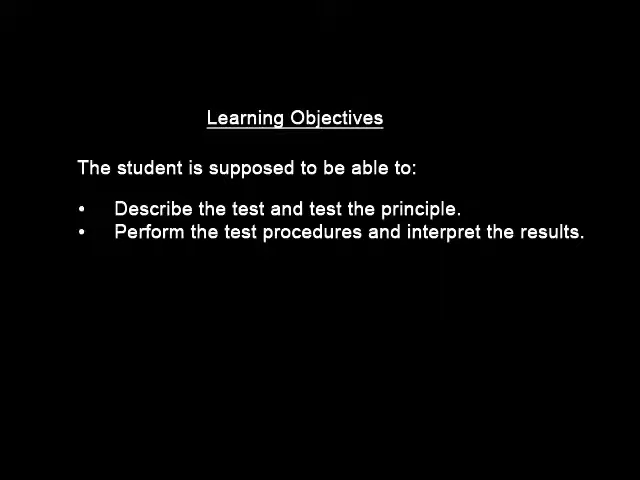 Learning Objectives
The student is supposed to be able to:
• Describe the test and test the principle.
• Perform the test procedures and interpret the results.